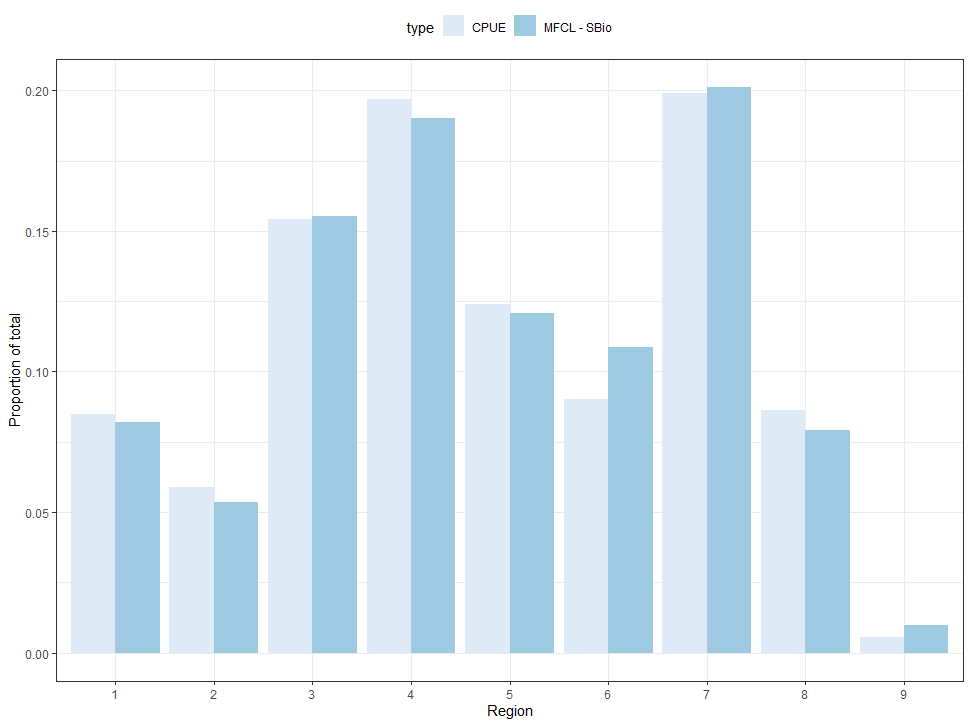 type CPUE MFCL - SBio
Proportion of total
0.20
0.15
0.10
0.05
0.00
1 2 3 4 5 6 7 8 9
Region